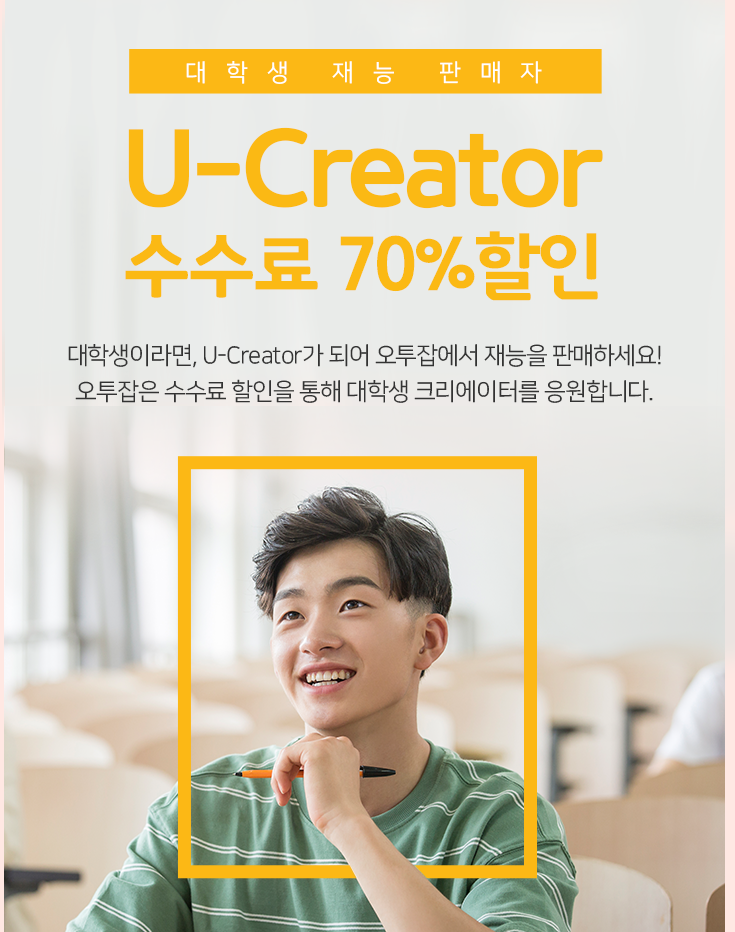 대학생 재능 판매자
U-Creator
수수료 70%할인
대학생이라면, U-Creator가 되어 오투잡에서 재능을 판매하세요!
오투잡은 수수료 할인을 통해 대학생 크리에이터를 응원합니다.